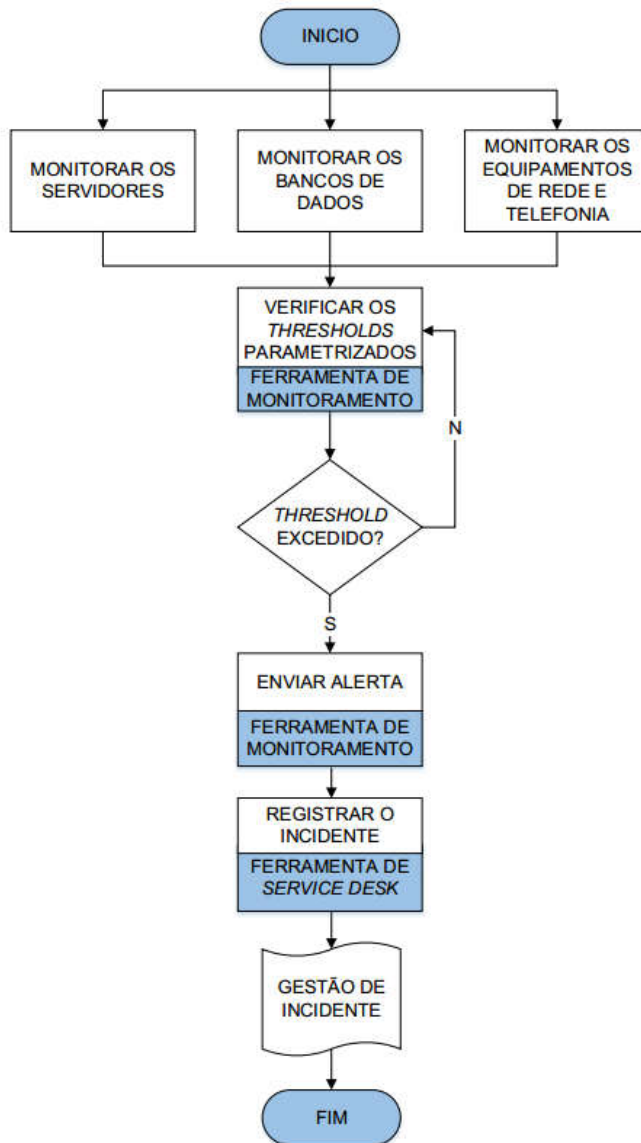 INICIO
MONITORAR OS
SERVIDORES
MONITORAR OS
BANCOS DE
DADOS
MONITORAR OS
EQUIPAMENTOS
DE REDE E
TELEFONIA
VERIFICAR OS
THRESHOLDS
PARAMETRIZADOS
FERRAMENTA DE
MONITORAMENTO
N
THRESHOLD
EXCEDIDO?
S
ENVIAR ALERTA
FERRAMENTA DE
MONITORAMENTO
REGISTRAR O
INCIDENTE
FERRAMENTA DE
SERVICE DESK
GESTÃO DE
INCIDENTE
FIM